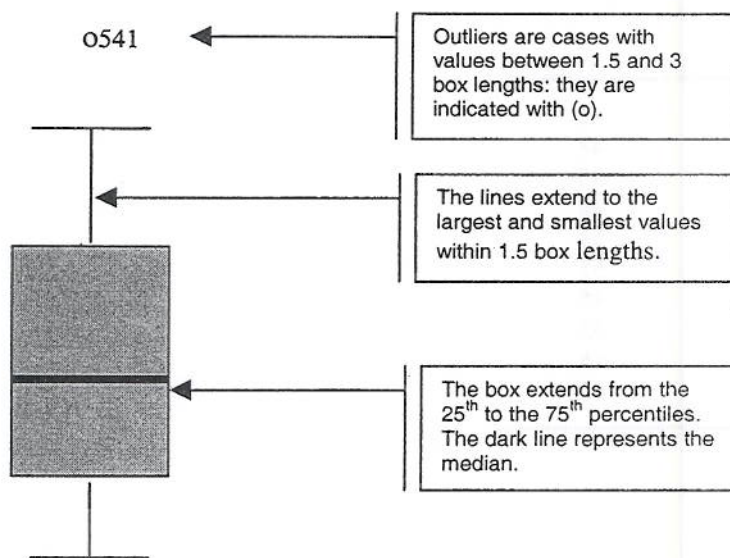 o541
Outliers are cases with
values between 1.5 and 3
box lengths: they are
indicated with (o).
The lines extend to the
largest and smallest values
within 1.5 box lengths.
The box extends from the
25th to the 75th percentiles.
The dark line represents the
median.